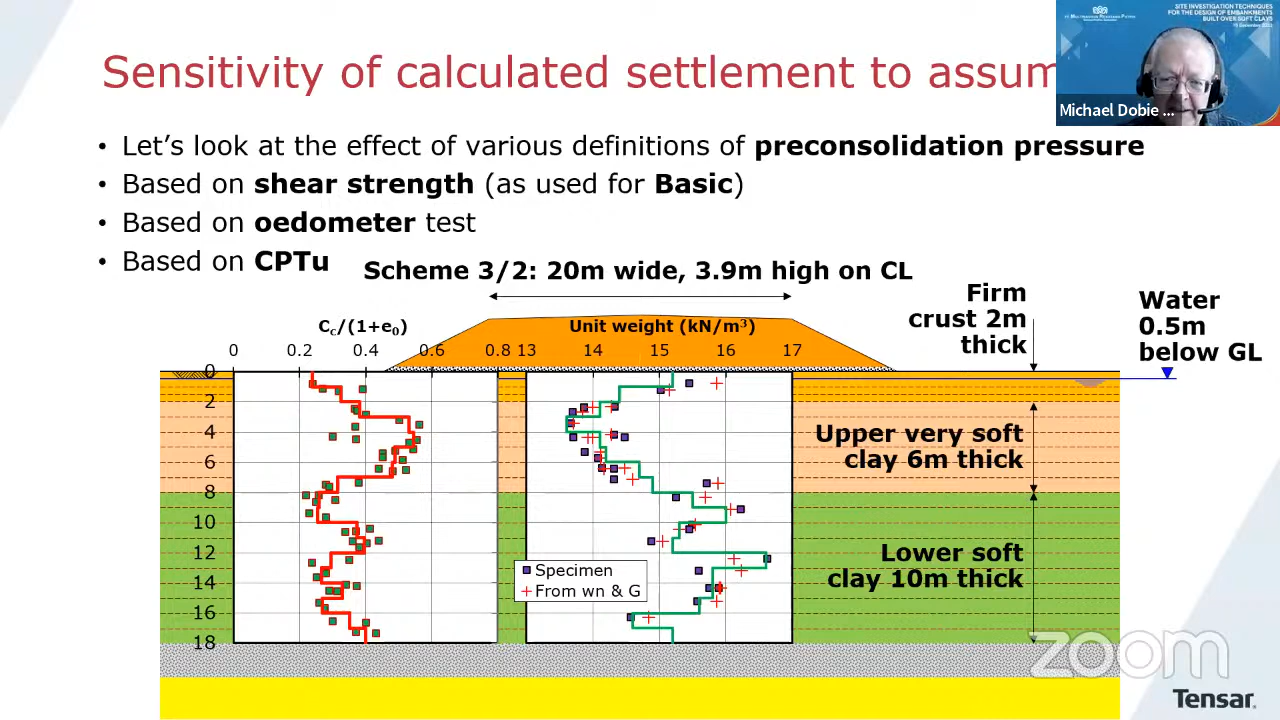 TE MULTIMEDIA RESEARCH PATRON
SITE INVESTIGATION TECHNIQUES
FOR THE DESIGN OF EMBANKMENTS
BUILT OVER SOFT CLAYS
Michael Dobie ...
Sensitivity of calculated settlement to assum
• Let’s look at the effect of various definitions of preconsolidation pressure
• Based on shear strength (as used for Basic)
• Based on oedometer test
• Based on CPTu
Scheme 3/2: 20m wide, 3.9m high on CL
Firm
crust 2m
thick
Water
0.5m
below GL
Cc/(1+e0)
0 0.2 0.4 0.6 0.8
Unit weight (kN/m³)
13 14 15 16 17
0
2
4
6
8
10
12
14
16
18
Specimen
From wn & G
Upper very soft
clay 6m thick
Lower soft
clay 10m thick
zoom
Tensar.